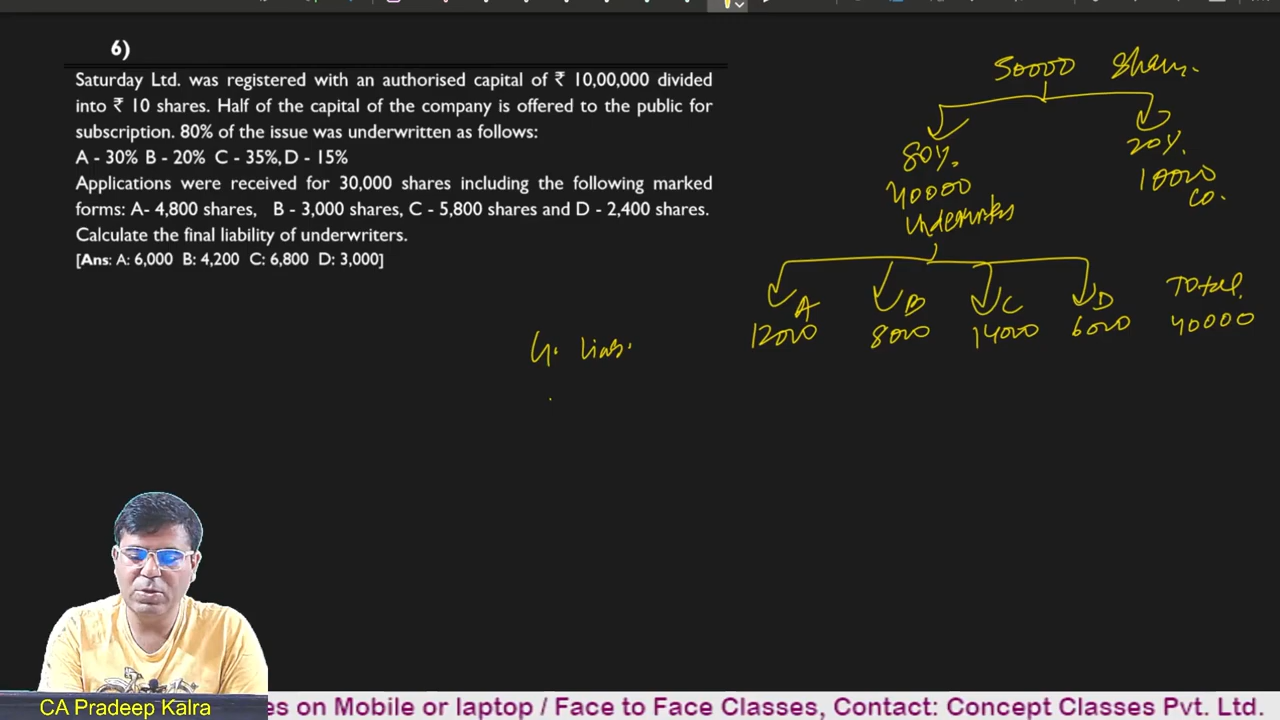 6)
Saturday Ltd. was registered with an authorised capital of ₹ 10,00,000 divided
into ₹ 10 shares. Half of the capital of the company is offered to the public for
subscription. 80% of the issue was underwritten as follows:
A - 30% B - 20% C - 35%, D - 15%
Applications were received for 30,000 shares including the following marked
forms: A- 4,800 shares, B - 3,000 shares, C - 5,800 shares and D - 2,400 shares.
Calculate the final liability of underwriters.
[Ans: A: 6,000 B: 4,200 C: 6,800 D: 3,000]
50000
80%. 20%.
40000 10000
Co.
A B C D Total.
12000 8000 14000 6000 40000
G. Liab.
CA Pradeep Kalra
es on Mobile or laptop / Face to Face Classes, Contact: Concept Classes Pvt. Ltd.